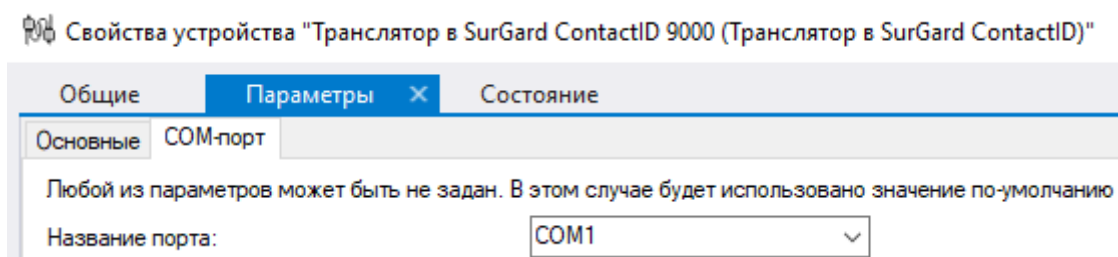 Свойства устройства "Транслятор в SurGard ContactID 9000 (Транслятор в SurGard ContactID)"
Общие Параметры × Состояние
Основные COM-порт
Любой из параметров может быть не задан. В этом случае будет использовано значение по-умолчанию
Название порта: COM1